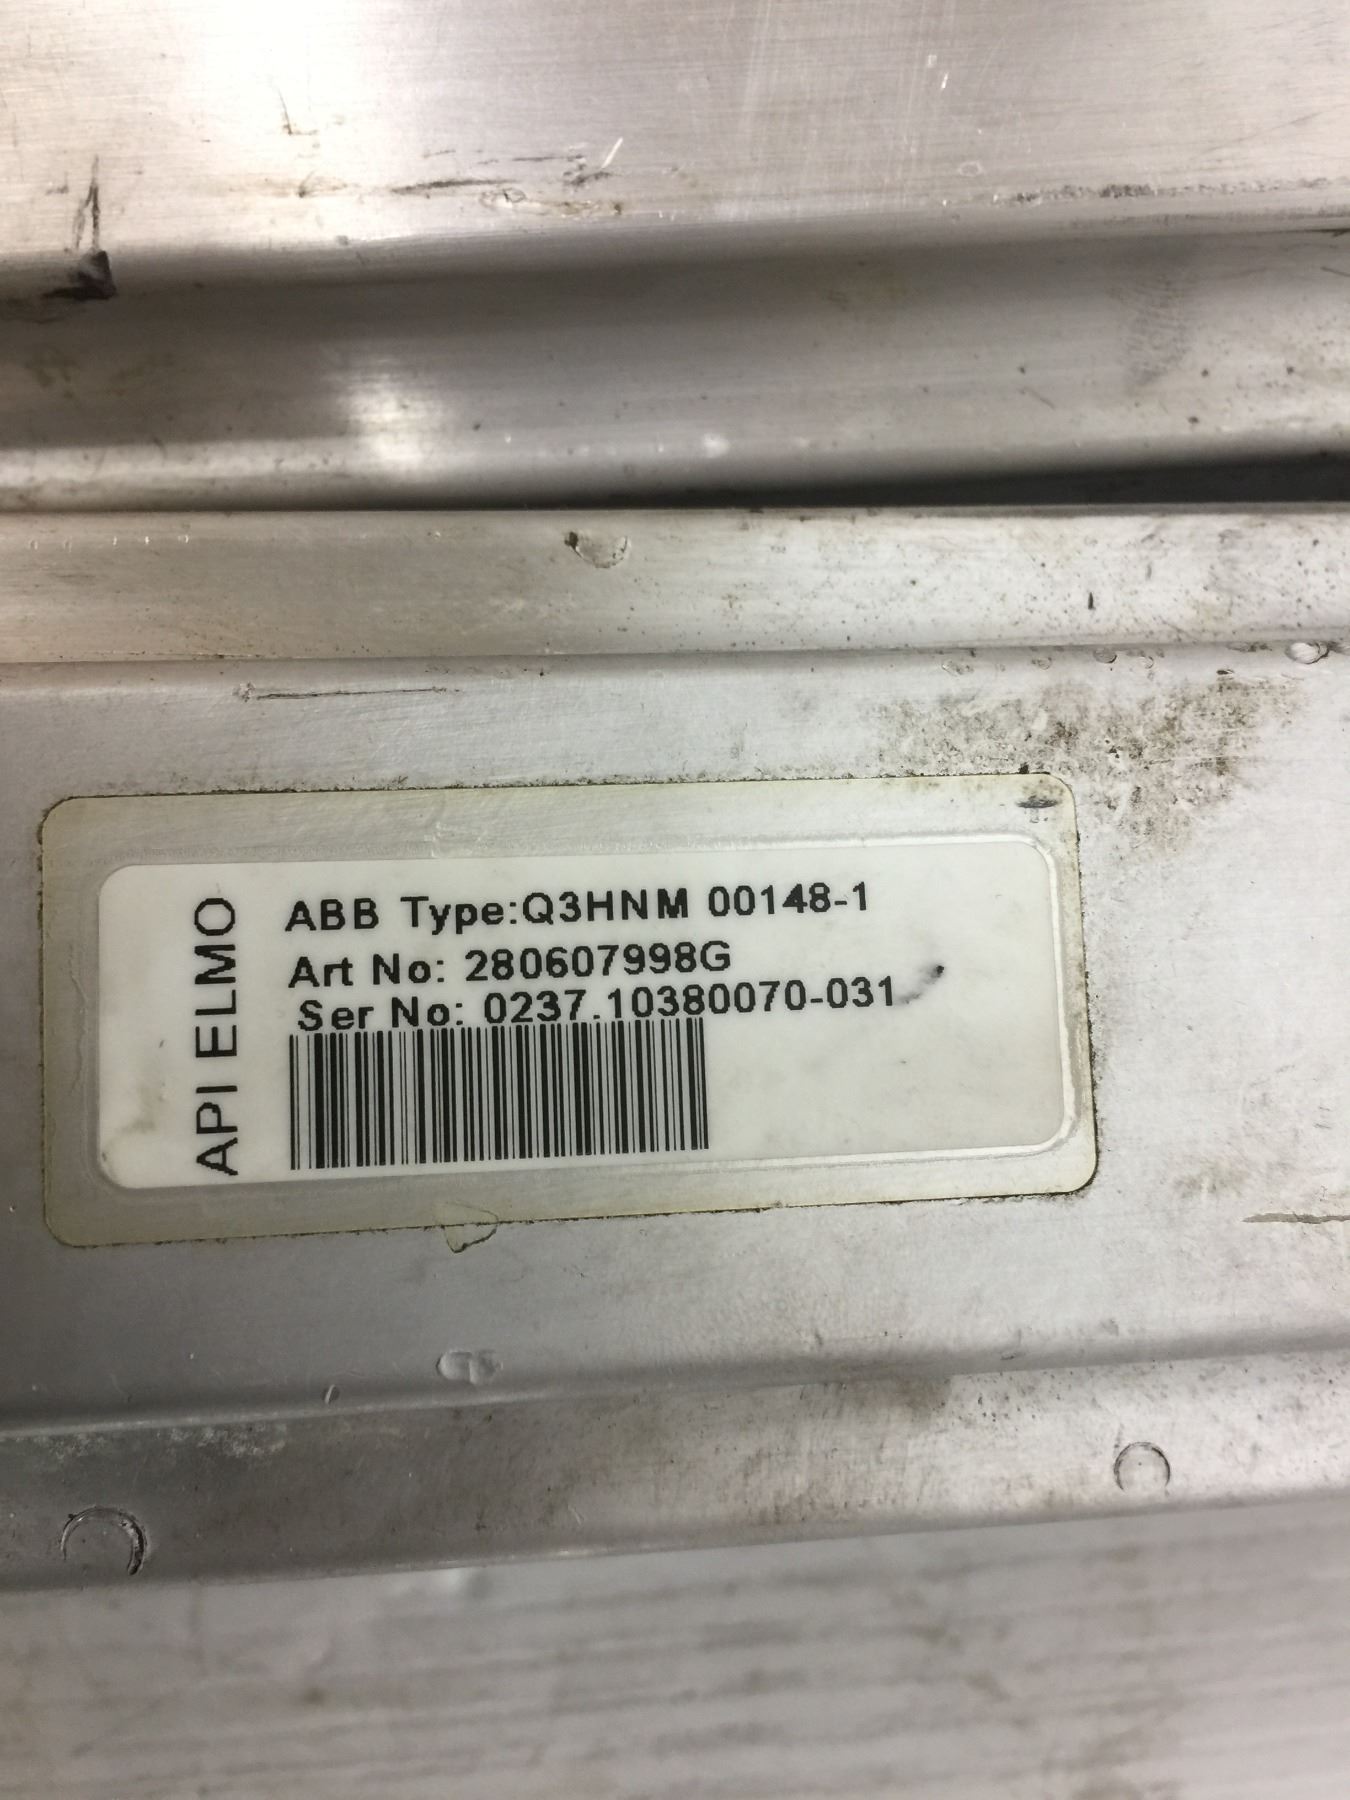 API ELMO
ABB Type:Q3HNM 00148-1
Art No: 280607998G
Ser No: 0237.10380070-031